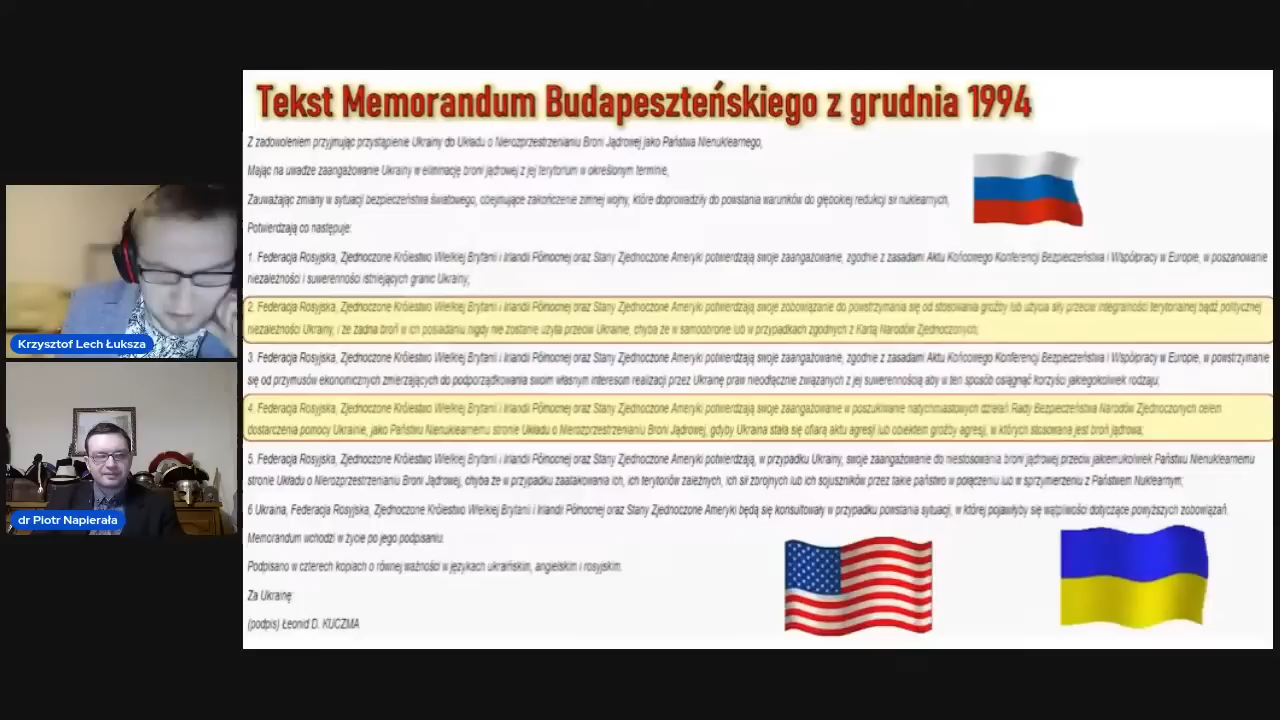 Tekst Memorandum Budapeszteńskiego z grudnia 1994
Z zadowoleniem przyjmując przystąpienie Ukrainy do Układu o Nierozprzestrzenianiu Broni Jądrowej jako Państwa Nienuklearnego,
Mając na uwadze zaangażowanie Ukrainy w eliminację broni jądrowej z jej terytorium w określonym terminie,
Zauważając zmiany w sytuacji bezpieczeństwa światowego, obejmujące zakończenie zimnej wojny, które doprowadziły do powstania warunków do głębokiej redukcji sił nuklearnych,
Potwierdzają co następuje:
1. Federacja Rosyjska, Zjednoczone Królestwo Wielkiej Brytanii i Irlandii Północnej oraz Stany Zjednoczone Ameryki potwierdzają swoje zaangażowanie, zgodnie z zasadami Aktu Końcowego Konferencji Bezpieczeństwa i Współpracy w Europie, w poszanowanie
niezależności i suwerenności istniejących granic Ukrainy;
2. Federacja Rosyjska, Zjednoczone Królestwo Wielkiej Brytanii i Irlandii Północnej oraz Stany Zjednoczone Ameryki potwierdzają swoje zobowiązanie do powstrzymania się od stosowania groźby lub użycia siły przeciw integralności terytorialnej bądź politycznej
niezależności Ukrainy, i że żadna broń w ich posiadaniu nigdy nie zostanie użyta przeciw Ukrainie, chyba że w samoobronie lub w przypadkach zgodnych z Kartą Narodów Zjednoczonych;
3. Federacja Rosyjska, Zjednoczone Królestwo Wielkiej Brytanii i Irlandii Północnej oraz Stany Zjednoczone Ameryki potwierdzają swoje zaangażowanie, zgodnie z zasadami Aktu Końcowego Konferencji Bezpieczeństwa i Współpracy w Europie, w powstrzymanie
się od przymusów ekonomicznych zmierzających do podporządkowania swoim własnym interesom realizacji przez Ukrainę praw nieodłącznie związanych z jej suwerennością aby w ten sposób osiągnąć korzyści jakiegokolwiek rodzaju;
4. Federacja Rosyjska, Zjednoczone Królestwo Wielkiej Brytanii i Irlandii Północnej oraz Stany Zjednoczone Ameryki potwierdzają swoje zaangażowanie w poszukiwanie natychmiastowych działań Rady Bezpieczeństwa Narodów Zjednoczonych celem
dostarczenia pomocy Ukrainie, jako Państwu Nienuklearnemu stronie Układu o Nierozprzestrzenianiu Broni Jądrowej, gdyby Ukraina stała się ofiarą aktu agresji lub obiektem groźby agresji, w których stosowana jest broń jądrowa;
5. Federacja Rosyjska, Zjednoczone Królestwo Wielkiej Brytanii i Irlandii Północnej oraz Stany Zjednoczone Ameryki potwierdzają, w przypadku Ukrainy, swoje zaangażowanie do niestosowania broni jądrowej przeciw jakiemukolwiek Państwu Nienuklearnemu
stronie Układu o Nierozprzestrzenianiu Broni Jądrowej, chyba że w przypadku zaatakowania ich, ich terytoriów zależnych, ich sił zbrojnych lub ich sojuszników przez takie państwo w połączeniu lub w sprzymierzeniu z Państwem Nuklearnym;
6 Ukraina, Federacja Rosyjska, Zjednoczone Królestwo Wielkiej Brytanii i Irlandii Północnej oraz Stany Zjednoczone Ameryki będą się konsultowały w przypadku powstania sytuacji, w której pojawiłyby się wątpliwości dotyczące powyższych zobowiązań.
Memorandum wchodzi w życie po jego podpisaniu.
Podpisano w czterech kopiach o równej ważności w językach ukraińskim, angielskim i rosyjskim.
Za Ukrainę:
(podpis) Leonid D. KUCZMA
Krzysztof Lech Łuksza
dr Piotr Napierała